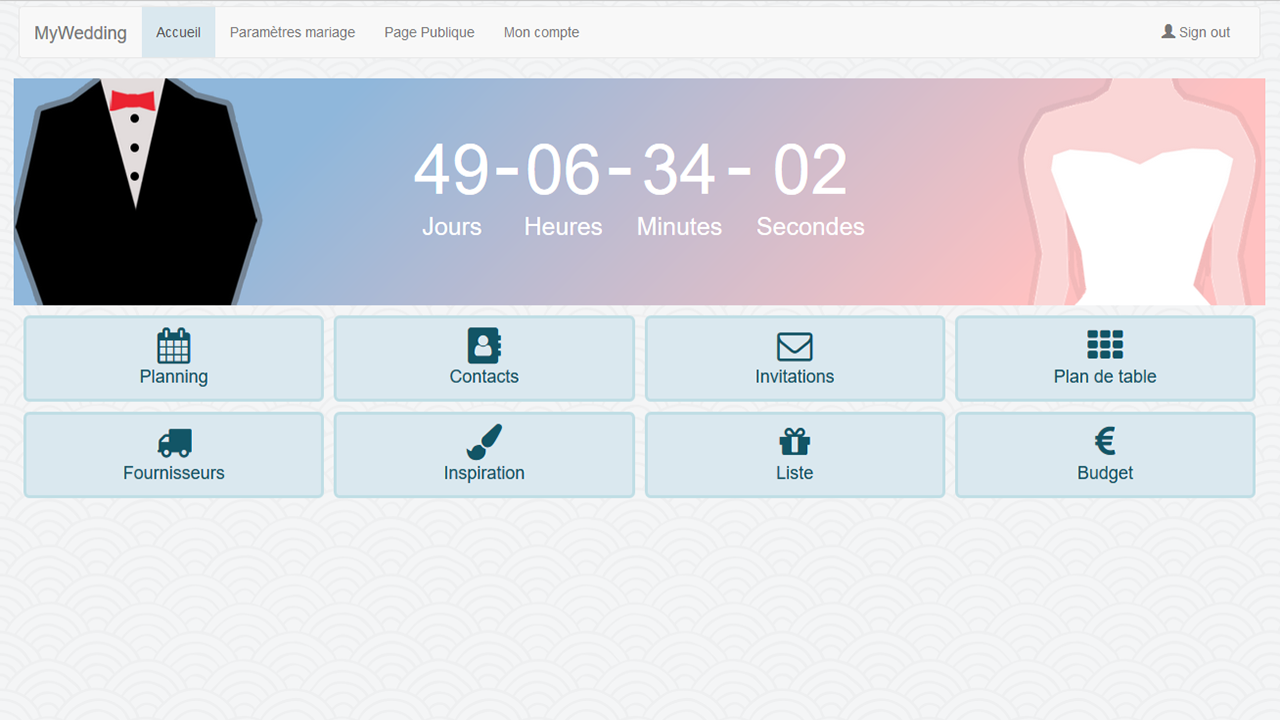 MyWedding Accueil Paramètres mariage Page Publique Mon compte Sign out
49-06-34- 02
Jours Heures Minutes Secondes
Planning Contacts Invitations Plan de table
Fournisseurs Inspiration Liste Budget